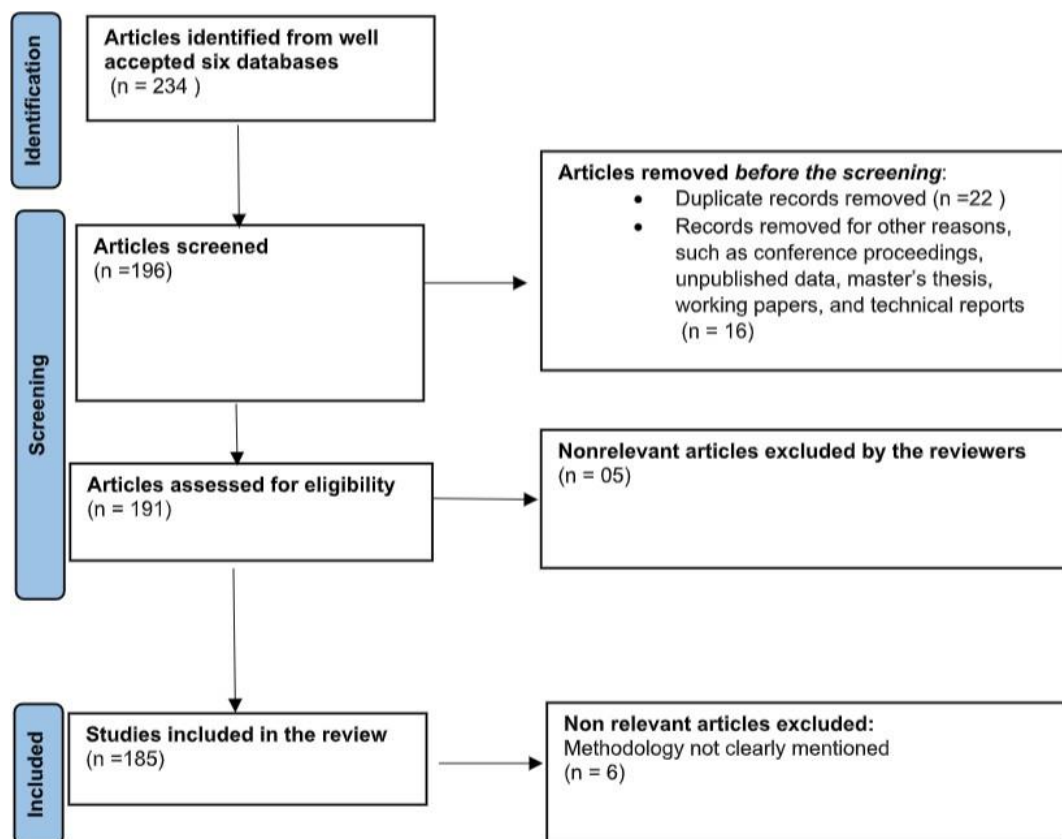 Identification
Articles identified from well
accepted six databases
(n = 234 )
Articles removed before the screening:
• Duplicate records removed (n =22 )
• Records removed for other reasons,
such as conference proceedings,
unpublished data, master's thesis,
working papers, and technical reports
(n = 16)
Screening
Articles screened
(n =196)
Nonrelevant articles excluded by the reviewers
(n = 05)
Articles assessed for eligibility
(n = 191)
Included
Studies included in the review
(n =185)
Non relevant articles excluded:
Methodology not clearly mentioned
(n = 6)